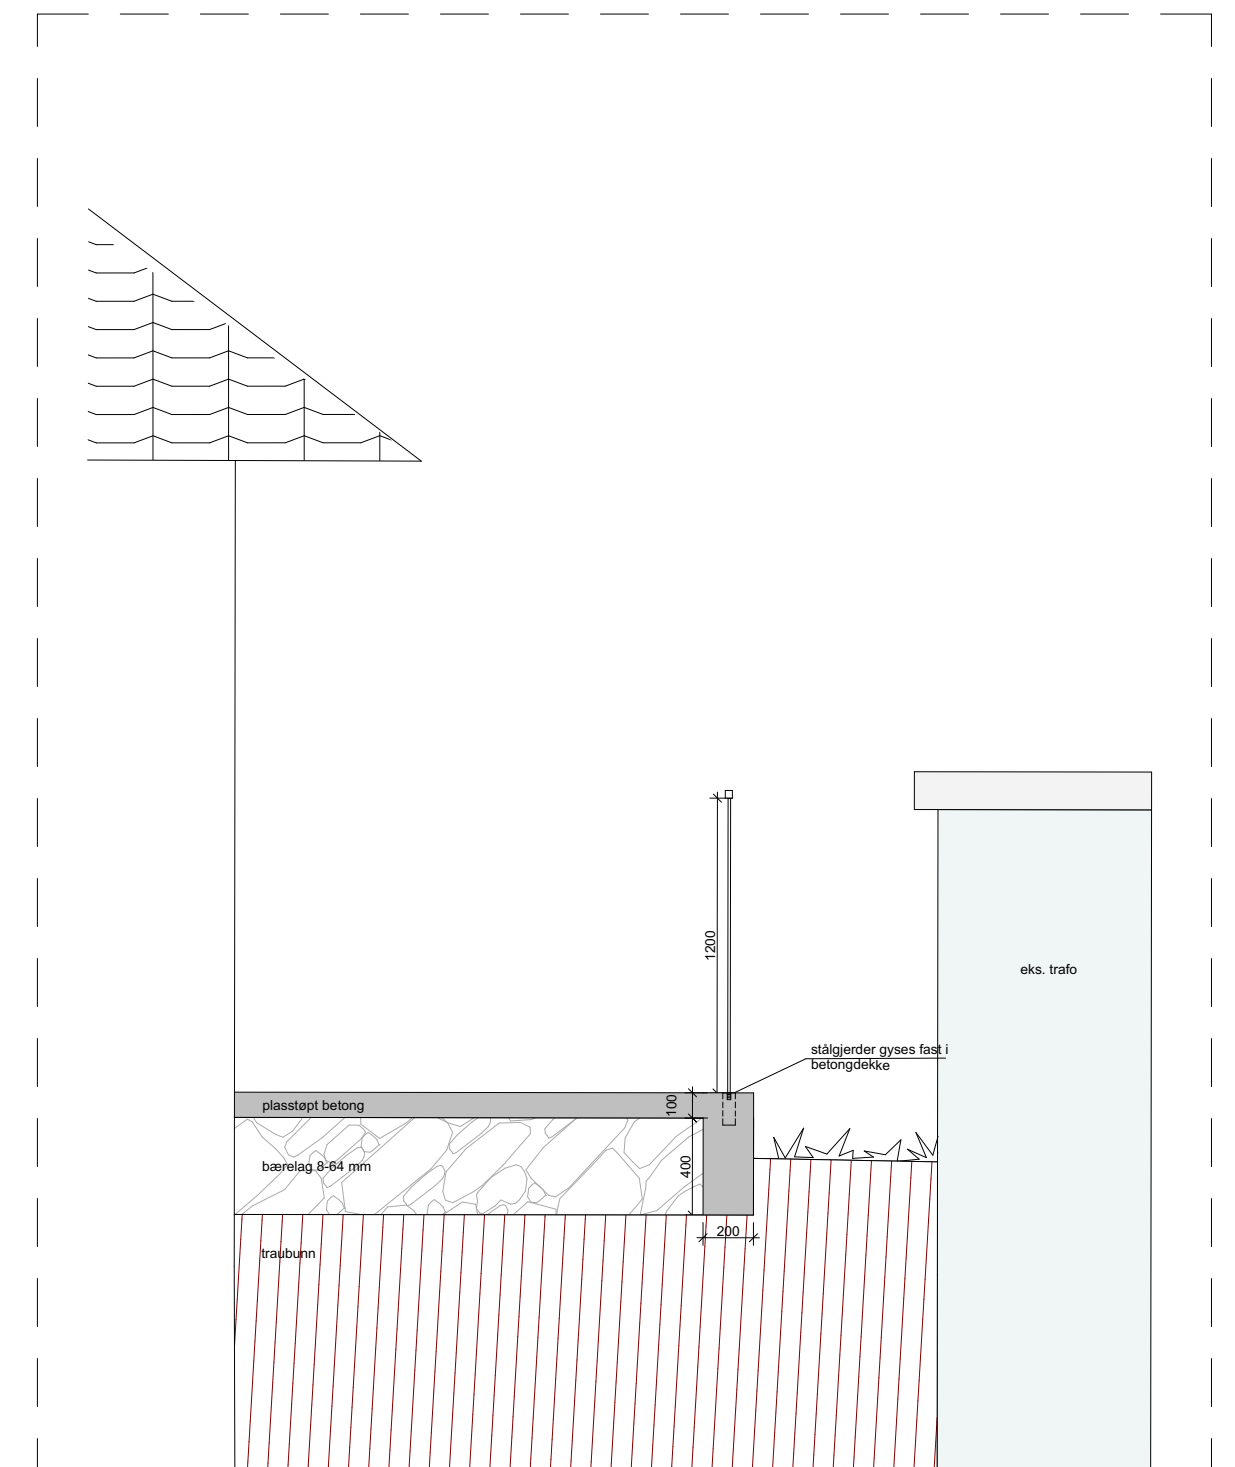 1200
eks. trafo
stålgjerder gyses fast i
betongdekke
plasstøpt betong
100
bærelag 8-64 mm
400
200
traubunn